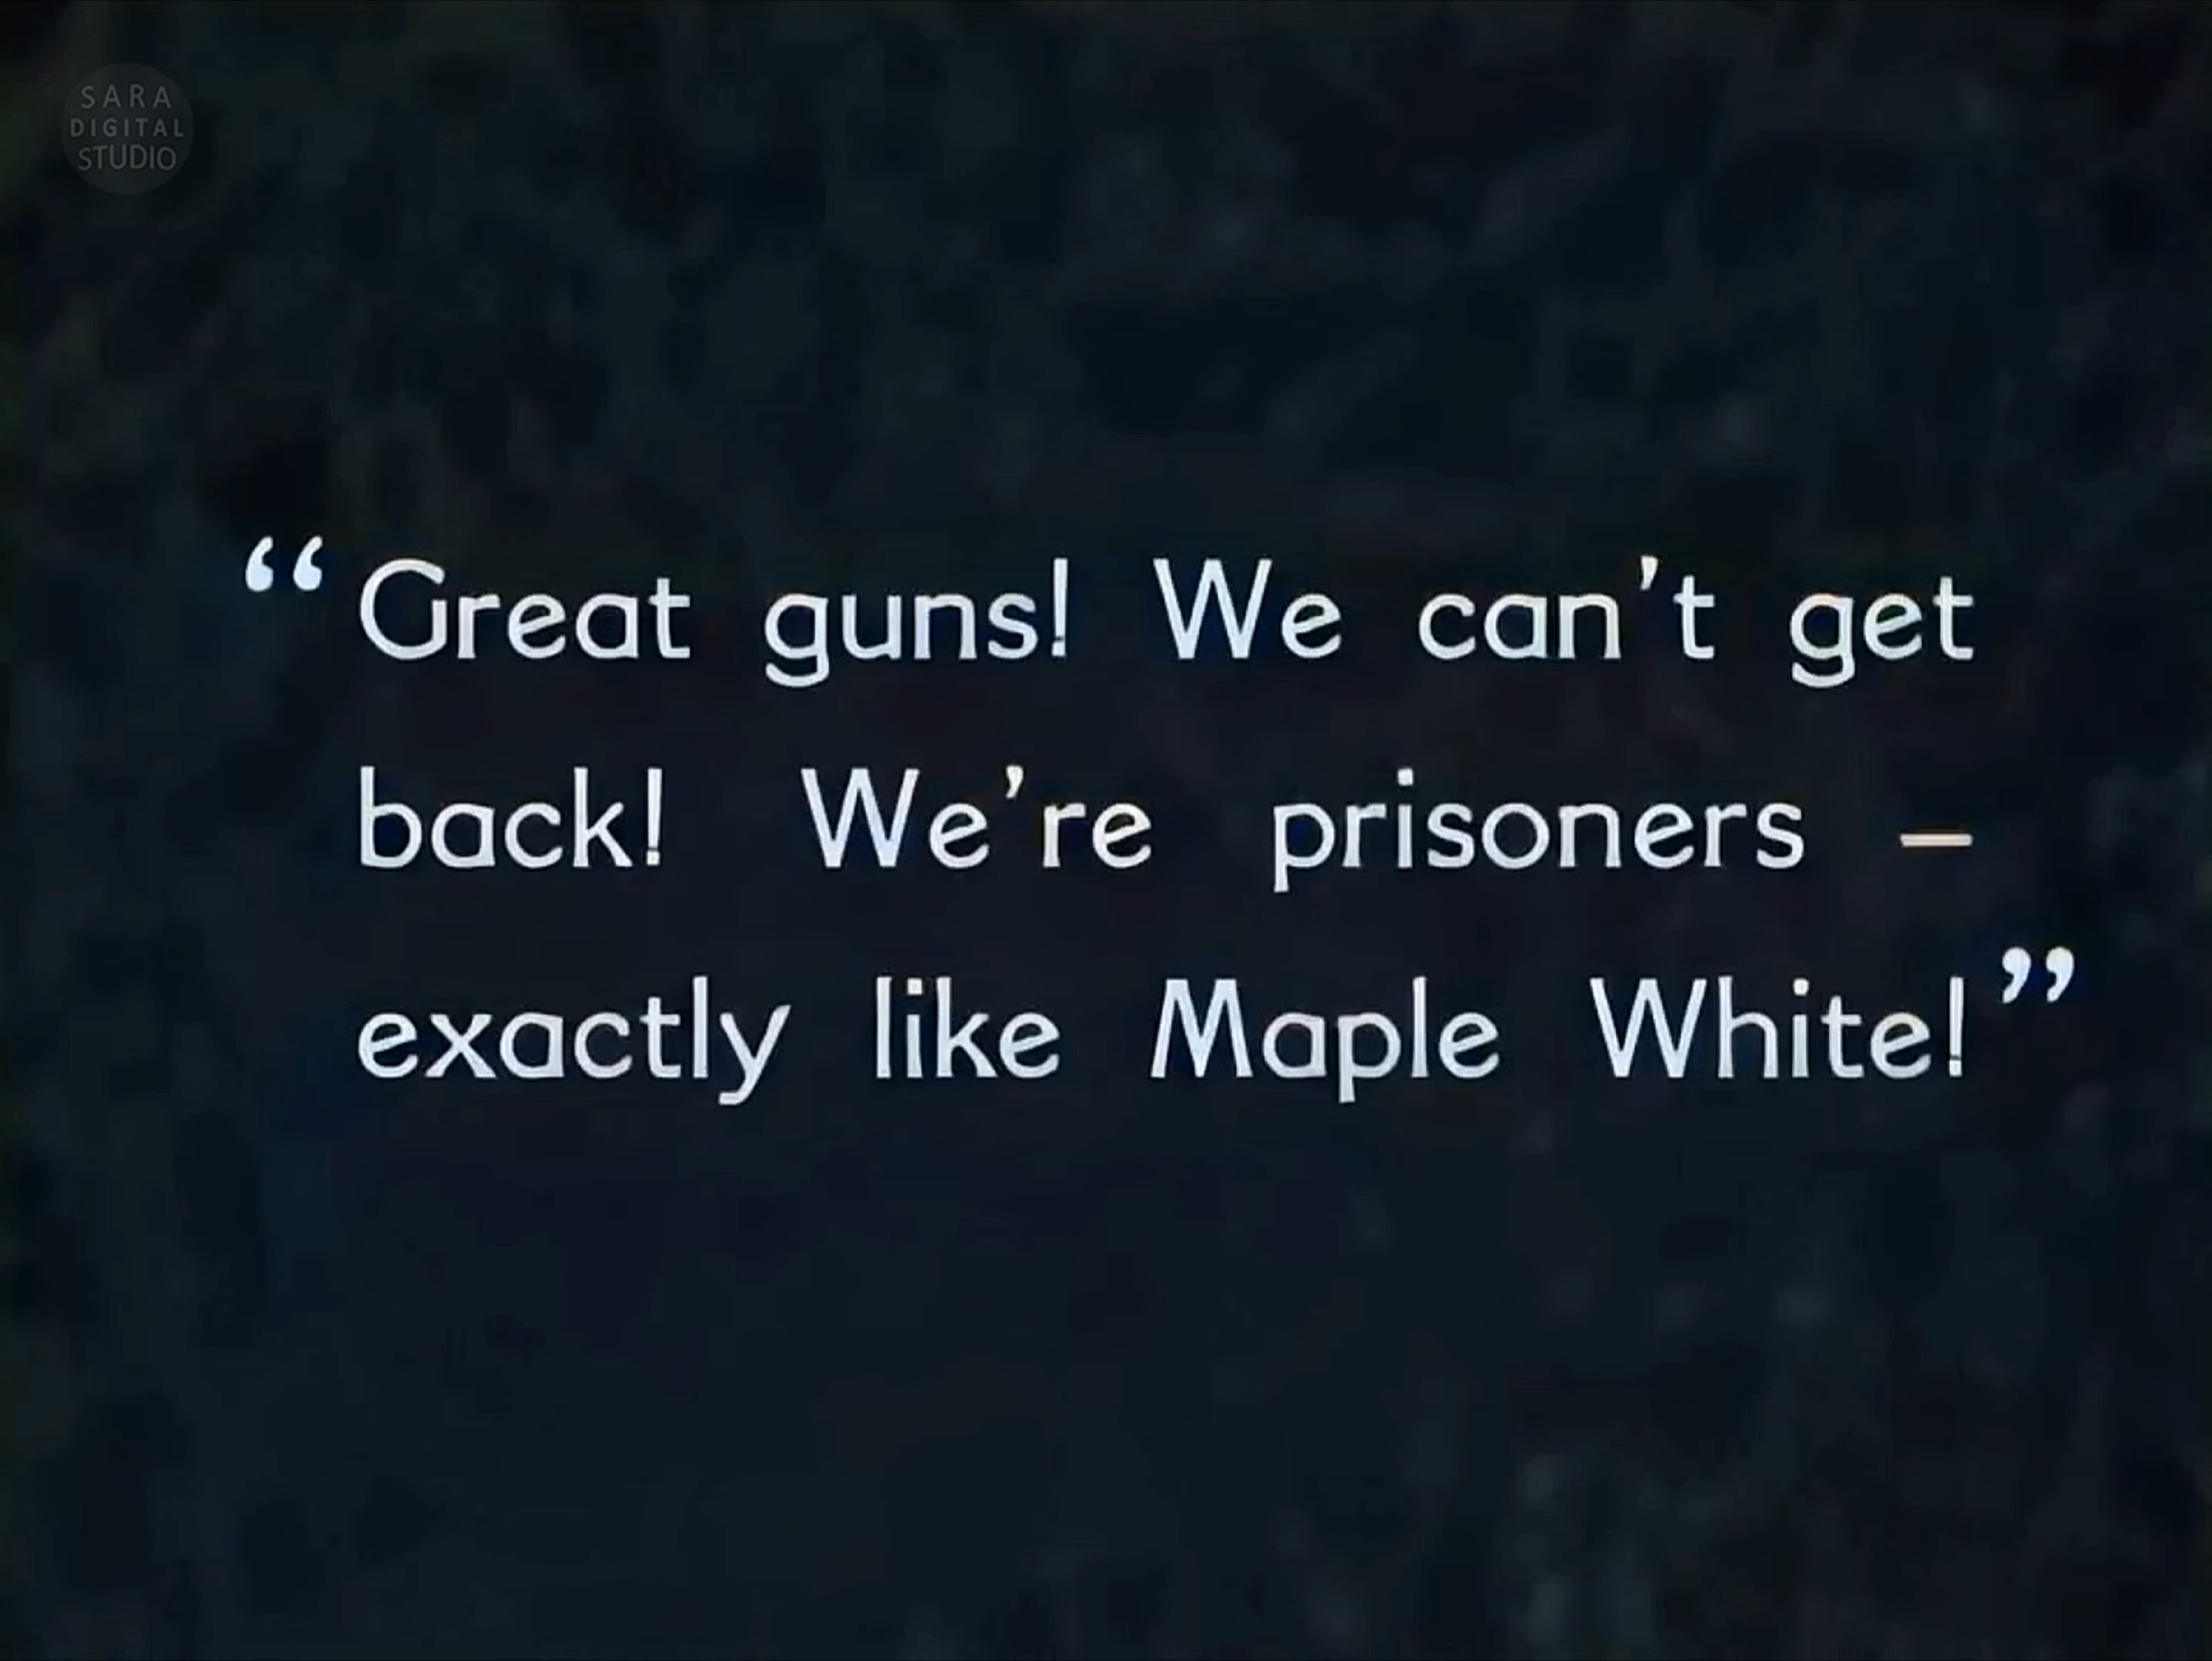 SARA
DIGITAL
STUDIO
“Great guns! We can’t get
back! We’re prisoners –
exactly like Maple White!”